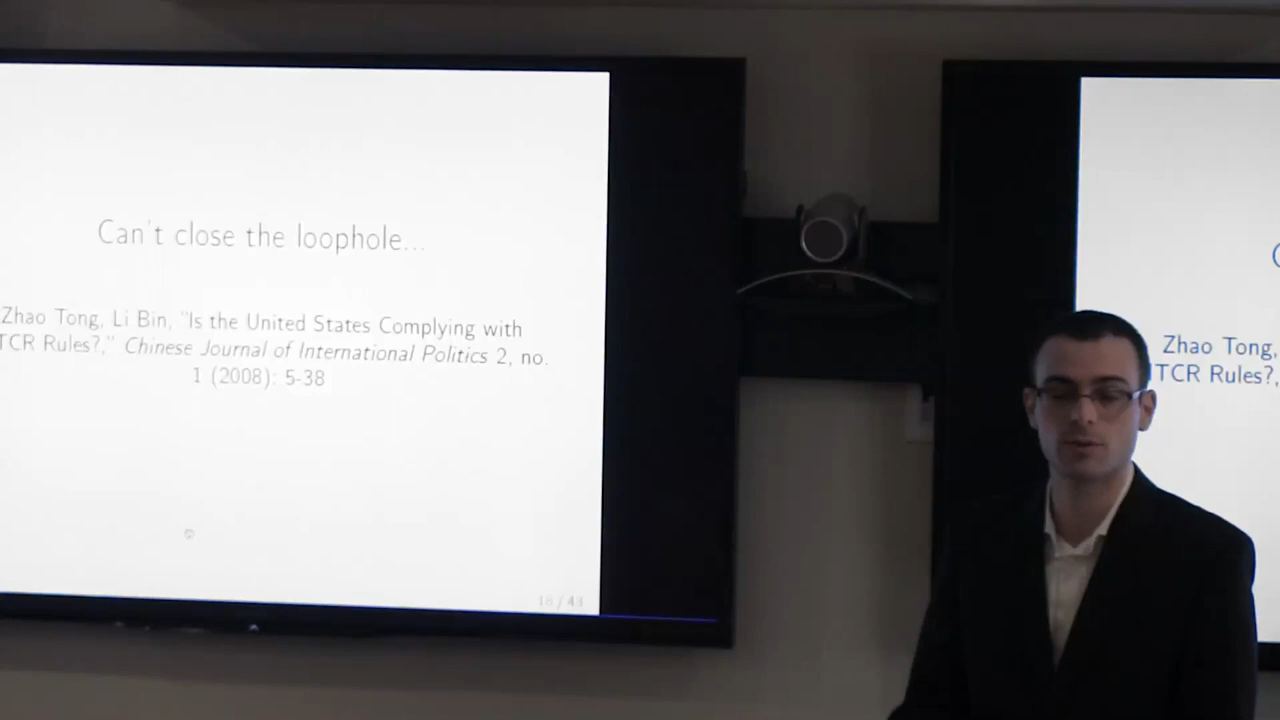 Can't close the loophole...
Zhao Tong, Li Bin, "Is the United States Complying with
TCR Rules?," Chinese Journal of International Politics 2, no.
1 (2008): 5-38
18 / 43
Zhao Tong,
TCR Rules?,